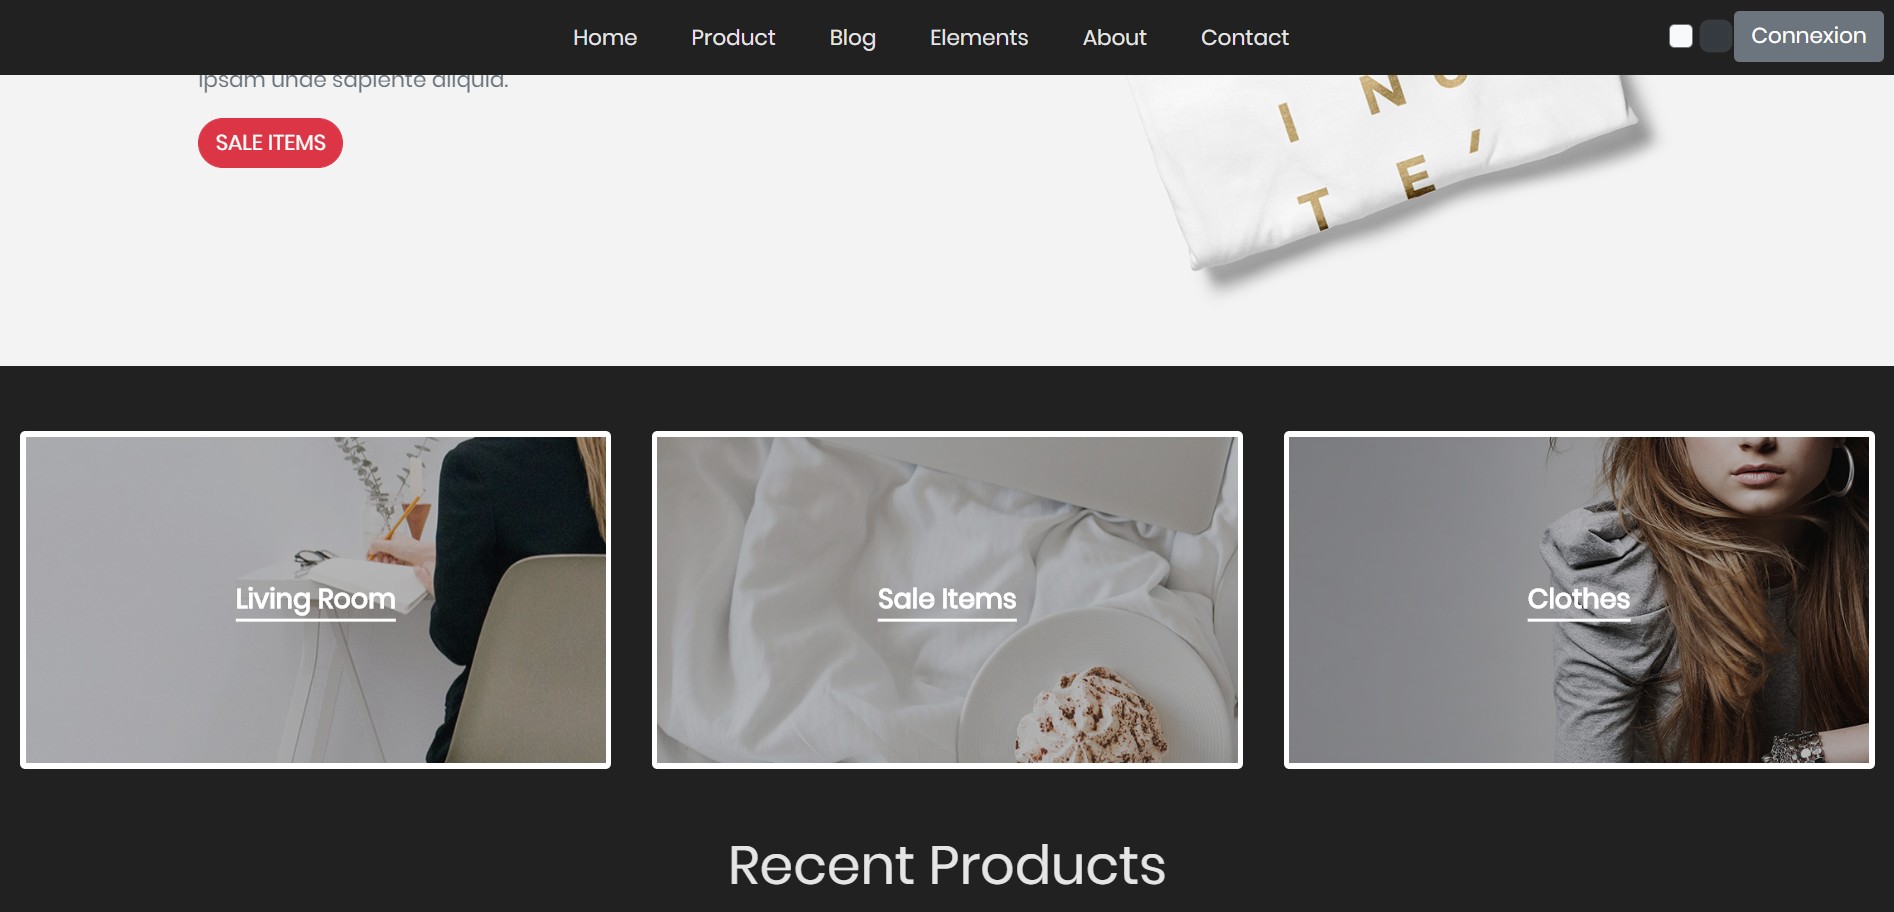 Home Product Blog Elements About Contact Connexion
ipsam unde sapiente aliquid.
SALE ITEMS
I N
T E ́
Living Room
Sale Items
Clothes
Recent Products